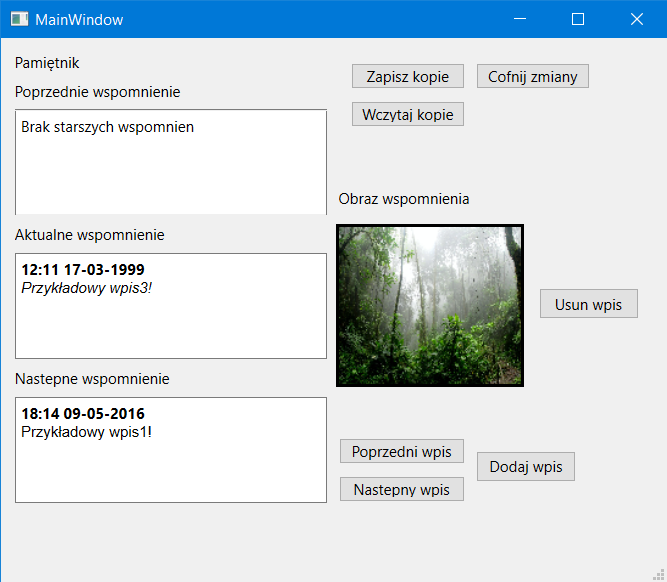 MainWindow
Pamiętnik
Poprzednie wspomnienie
Brak starszych wspomnien
Aktualne wspomnienie
12:11 17-03-1999
Przykładowy wpis3!
Nastepne wspomnienie
18:14 09-05-2016
Przykładowy wpis1!
Zapisz kopie
Cofnij zmiany
Wczytaj kopie
Obraz wspomnienia
Usun wpis
Poprzedni wpis
Dodaj wpis
Nastepny wpis